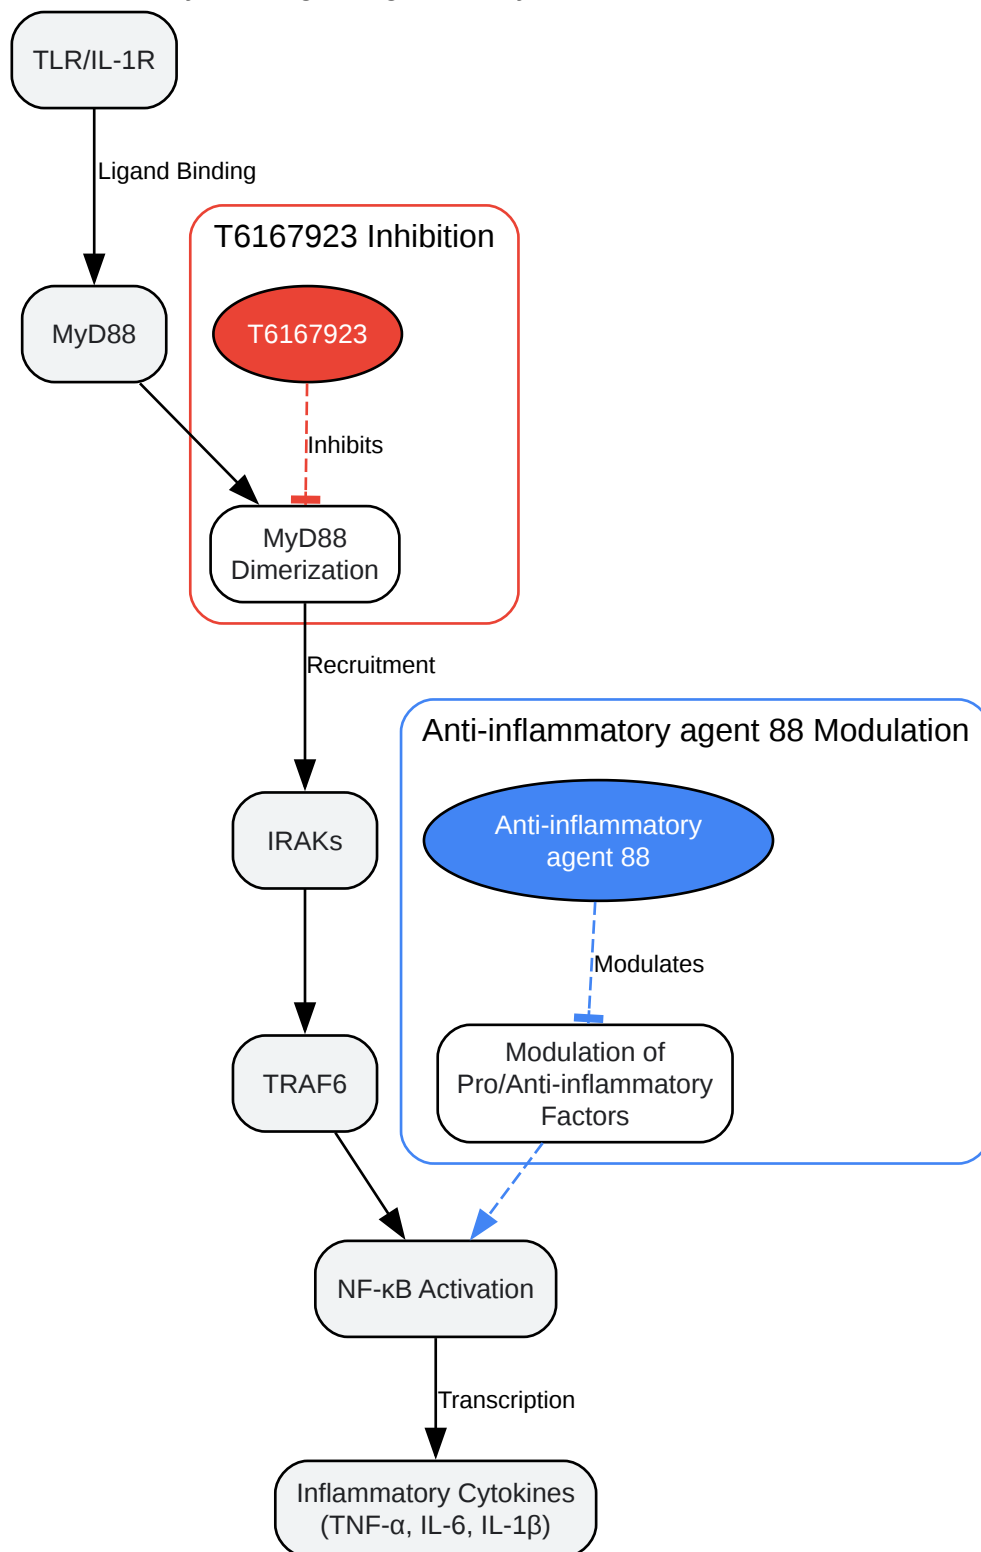 TLR/IL-1R
Ligand Binding
T6167923 Inhibition
MyD88
T6167923
Inhibits
MyD88
Dimerization
Recruitment
Anti-inflammatory agent 88 Modulation
IRAKs
Anti-inflammatory
agent 88
Modulates
Modulation of
Pro/Anti-inflammatory
Factors
TRAF6
NF-κB Activation
Transcription
Inflammatory Cytokines
(TNF-α, IL-6, IL-1β)